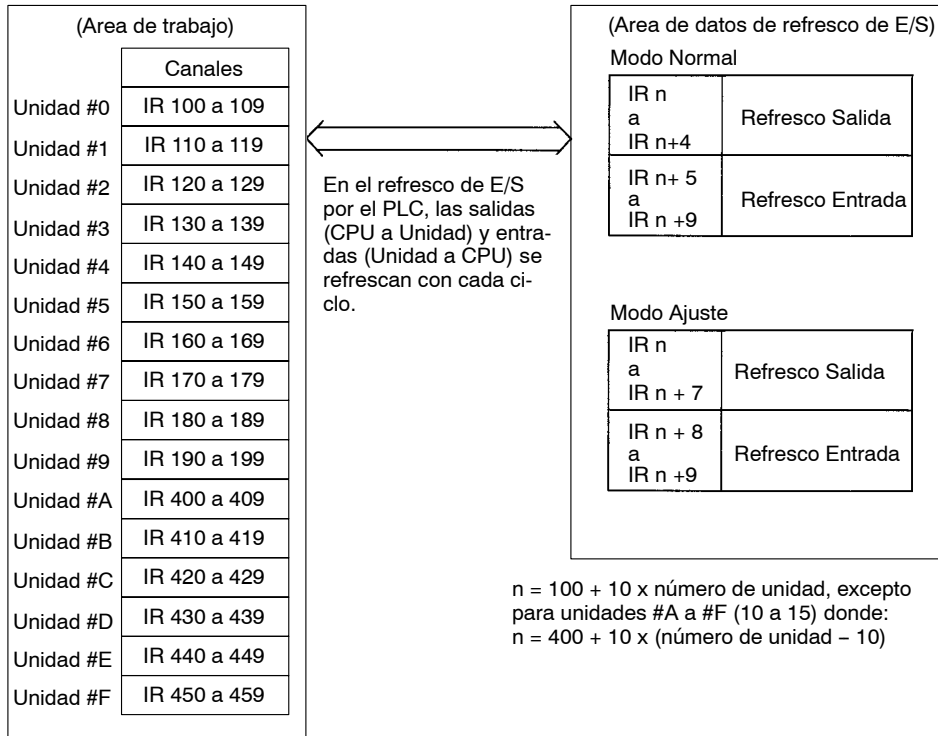 (Area de trabajo)
Canales
Unidad #0 IR 100 a 109
Unidad #1 IR 110 a 119
Unidad #2 IR 120 a 129
Unidad #3 IR 130 a 139
Unidad #4 IR 140 a 149
Unidad #5 IR 150 a 159
Unidad #6 IR 160 a 169
Unidad #7 IR 170 a 179
Unidad #8 IR 180 a 189
Unidad #9 IR 190 a 199
Unidad #A IR 400 a 409
Unidad #B IR 410 a 419
Unidad #C IR 420 a 429
Unidad #D IR 430 a 439
Unidad #E IR 440 a 449
Unidad #F IR 450 a 459
En el refresco de E/S
por el PLC, las salidas
(CPU a Unidad) y entra-
das (Unidad a CPU) se
refrescan con cada ci-
clo.
(Area de datos de refresco de E/S)
Modo Normal
IR n
a
IR n+4
Refresco Salida
IR n+ 5
a
IR n +9
Refresco Entrada
Modo Ajuste
IR n
a
IR n + 7
Refresco Salida
IR n + 8
a
IR n +9
Refresco Entrada
n = 100 + 10 x número de unidad, excepto
para unidades #A a #F (10 a 15) donde:
n = 400 + 10 x (número de unidad – 10)